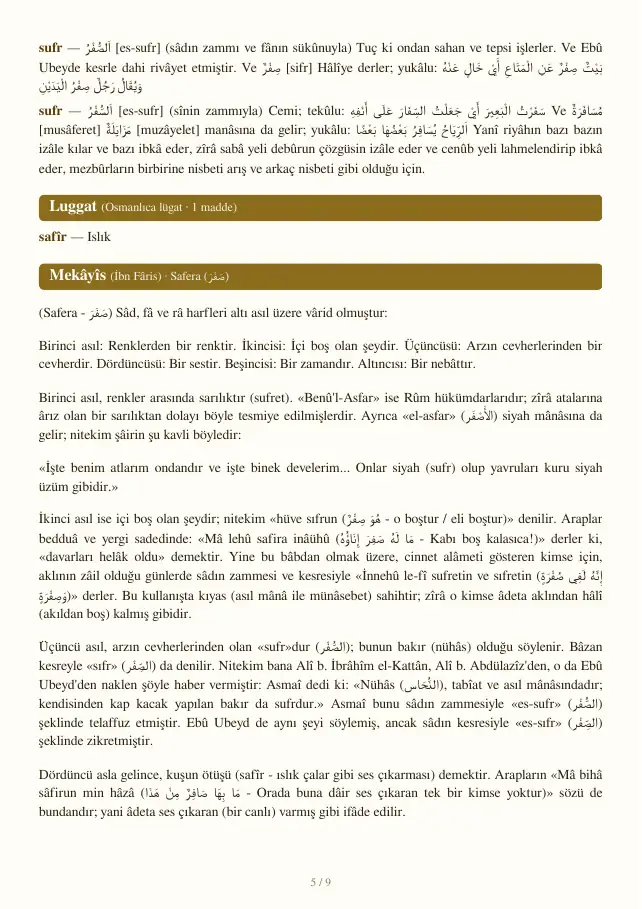 sufr — اَلصُّفْرُ [es-sufr] (sâdın zammı ve fânın sükûnuyla) Tuç ki ondan sahan ve tepsi işlerler. Ve Ebû
Ubeyde kesrle dahi rivâyet etmiştir. Ve صِفْرٌ [sifr] Hâlîye derler; yukâlu: بَيْتٌ صِفْرٌ عَنِ الْمَتَاعِ أَيْ خَالٍ عَنْهُ
وَيُقَالُ رَجُلٌ صِفْرُ الْيَدَيْنِ
sufr — اَلسُّفْرُ [es-sufr] (sînin zammıyla) Cemi; tekûlu: سَفَرْتُ الْبَعِيرَ أَيْ جَعَلْتُ السِّفَارَ عَلَى أَنْفِهِ Ve مُسَافَرَةٌ
[musâferet] مُزَايَلَةٌ [muzâyelet] manâsına da gelir; yukâlu: اَلرِّيَاحُ يُسَافِرُ بَعْضُهَا بَعْضًا Yanî riyâhın bazı bazın
izâle kılar ve bazı ibkâ eder, zîrâ sabâ yeli debûrun çözgüsin izâle eder ve cenûb yeli lahmelendirip ibkâ
eder, mezbûrların birbirine nisbeti arış ve arkaç nisbeti gibi olduğu için.
Luggat (Osmanlıca lügat · 1 madde)
safîr — Islık
Mekâyîs (İbn Fâris) · Safera (صَفَرَ)
(Safera - صَفَرَ) Sâd, fâ ve râ harfleri altı asıl üzere vârid olmuştur:
Birinci asıl: Renklerden bir renktir. İkincisi: İçi boş olan şeydir. Üçüncüsü: Arzın cevherlerinden bir
cevherdir. Dördüncüsü: Bir sestir. Beşincisi: Bir zamandır. Altıncısı: Bir nebâttır.
Birinci asıl, renkler arasında sarılıktır (sufret). «Benû'l-Asfar» ise Rûm hükümdarlarıdır; zîrâ atalarına
ârız olan bir sarılıktan dolayı böyle tesmiye edilmişlerdir. Ayrıca «el-asfar» (الأَصْفَر) siyah mânâsına da
gelir; nitekim şâirin şu kavli böyledir:
«İşte benim atlarım ondandır ve işte binek develerim... Onlar siyah (sufr) olup yavruları kuru siyah
üzüm gibidir.»
İkinci asıl ise içi boş olan şeydir; nitekim «hüve sıfrun (هُوَ صِفْرٌ - o boştur / eli boştur)» denilir. Araplar
bedduâ ve yergi sadedinde: «Mâ lehû safira inâühû (مَا لَهُ صَفِرَ إِنَاؤُهُ - Kabı boş kalasıca!)» derler ki,
«davarları helâk oldu» demektir. Yine bu bâbdan olmak üzere, cinnet alâmeti gösteren kimse için,
aklının zâil olduğu günlerde sâdın zammesi ve kesresiyle «İnnehû le-fî sufretin ve sıfretin (إِنَّهُ لَفِي صُفْرَةٍ
وَصِفْرَةٍ)» derler. Bu kullanışta kıyas (asıl mânâ ile münâsebet) sahihtir; zîrâ o kimse âdeta aklından hâlî
(akıldan boş) kalmış gibidir.
Üçüncü asıl, arzın cevherlerinden olan «sufr»dur (الصُّفْر); bunun bakır (nühâs) olduğu söylenir. Bâzan
kesreyle «sıfr» (الصِّفْر) da denilir. Nitekim bana Alî b. İbrâhîm el-Kattân, Alî b. Abdülazîz'den, o da Ebû
Ubeyd'den naklen şöyle haber vermiştir: Asmaî dedi ki: «Nühâs (النُّحَاس), tabîat ve asıl mânâsındadır;
kendisinden kap kacak yapılan bakır da sufrdur.» Asmaî bunu sâdın zammesiyle «es-sufr» (الصُّفْر)
şeklinde telaffuz etmiştir. Ebû Ubeyd de aynı şeyi söylemiş, ancak sâdın kesresiyle «es-sıfr» (الصِّفْر)
şeklinde zikretmiştir.
Dördüncü asla gelince, kuşun ötüşü (safîr - ıslık çalar gibi ses çıkarması) demektir. Arapların «Mâ bihâ
sâfirun min hâzâ (مَا بِهَا صَافِرٌ مِنْ هَذَا - Orada buna dâir ses çıkaran tek bir kimse yoktur)» sözü de
bundandır; yani âdeta ses çıkaran (bir canlı) varmış gibi ifade edilir.
5 / 9